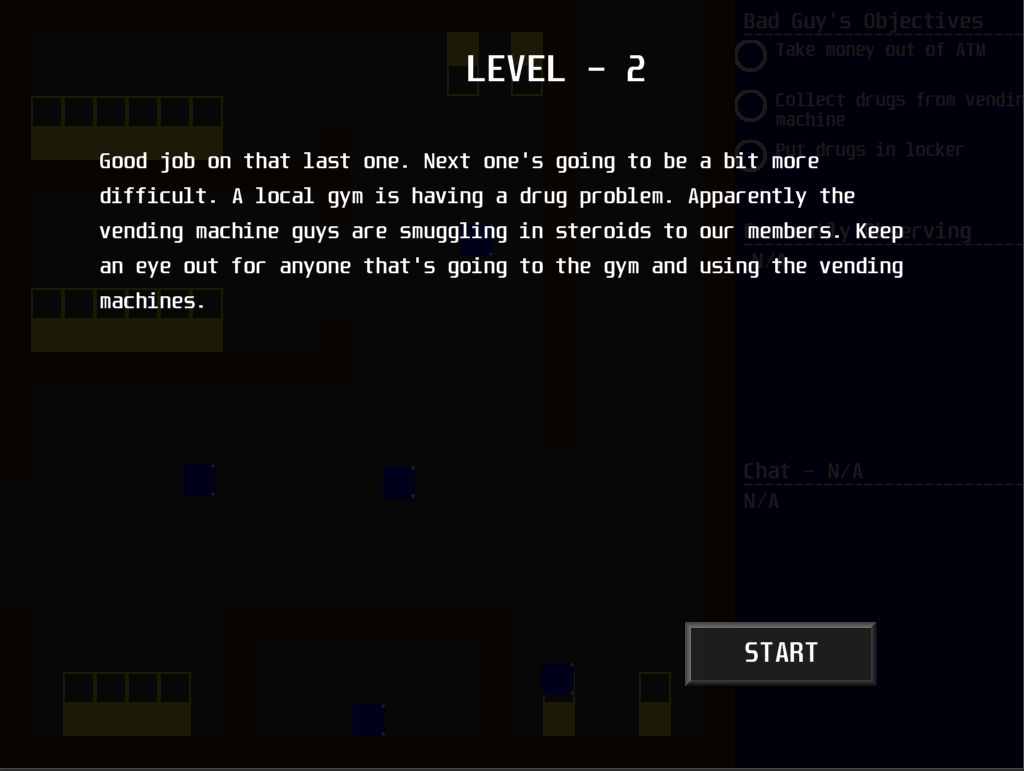 Bad Guy's Objectives
Take money out of ATM
Collect drugs from
machine
Put drugs in locker
LEVEL - 2
Good job on that last one. Next one's going to be a bit more
difficult. A local gym is having a drug problem. Apparently the
vending machine guys are smuggling in steroids to our members. Keep
an eye out for anyone that's going to the gym and using the vending
machines.
N/A
Chat - N/A
N/A
START